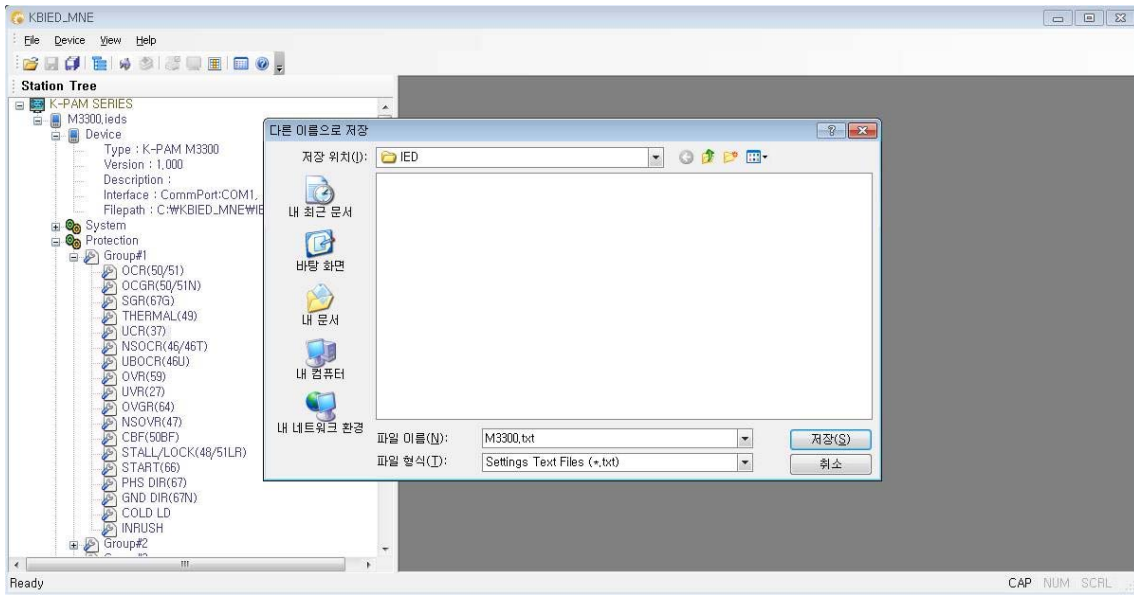 KBIED_MNE
File Device View Help
Station Tree
K-PAM SERIES
M3300.ieds
Device
Type : K-PAM M3300
Version : 1,000
Description :
Interface : CommPort:COM1,
Filepath : C:₩KBIED_MNE₩IE
System
Protection
Group#1
OCR(50/51)
OCGR(50/51N)
SGR(67G)
THERMAL(49)
UCR(37)
NSOCR(46/46T)
UBOCR(46U)
OVR(59)
UVR(27)
OVGR(64)
NSOVR(47)
CBF(50BF)
STALL/LOCK(48/51LR)
START(66)
PHS DIR(67)
GND DIR(67N)
COLD LD
INRUSH
Group#2
다른 이름으로 저장
저장 위치(I): IED
내 최근 문서
바탕 화면
내 문서
내 컴퓨터
내 네트워크 환경
파일 이름(N): M3300.txt 저장(S)
파일 형식(T): Settings Text Files (*.txt) 취소
Ready CAP NUM SCRL